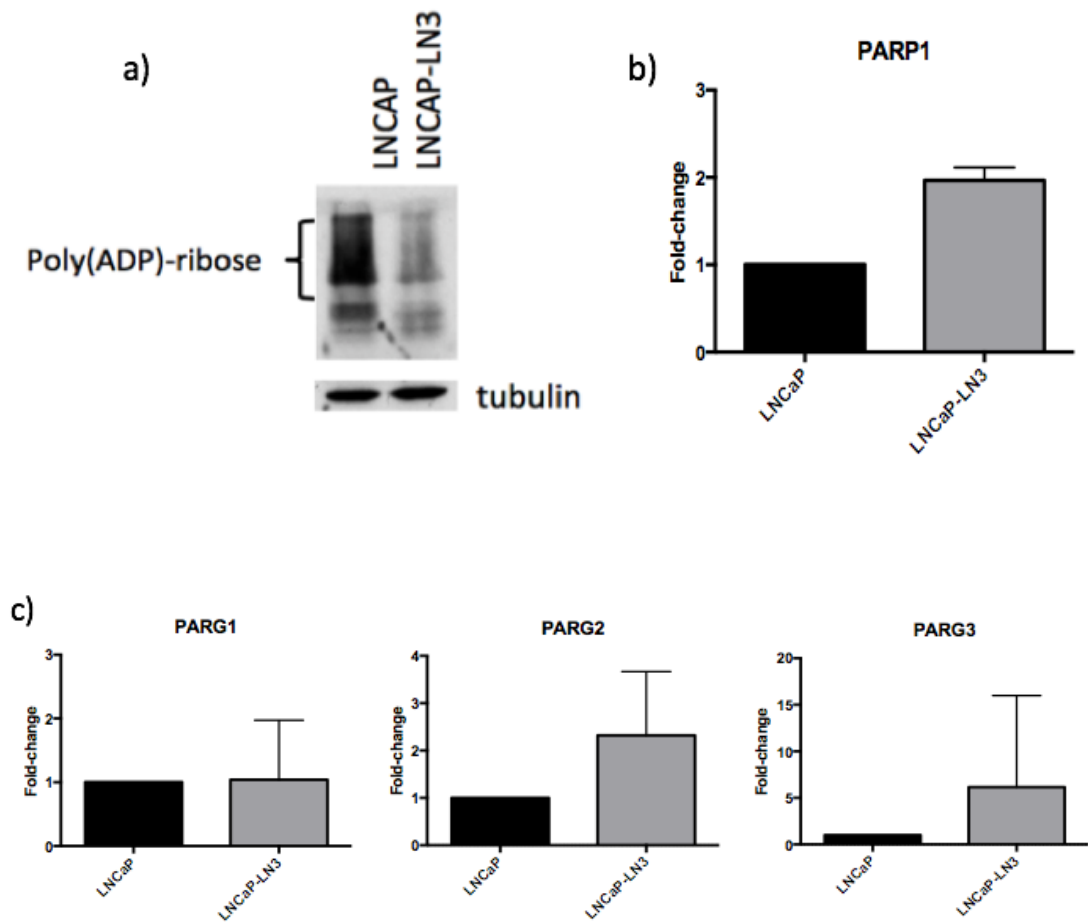 a)
LNCAP
LNCAP-LN3
Poly(ADP)-ribose
tubulin
b)
PARP1
Fold-change
3
2
1
0
LNCaP
LNCaP-LN3
c)
PARG1
Fold-change
3
2
1
0
LNCaP
LNCaP-LN3
PARG2
Fold-change
4
3
2
1
0
LNCaP
LNCaP-LN3
PARG3
Fold-change
20
15
10
5
0
LNCaP
LNCaP-LN3